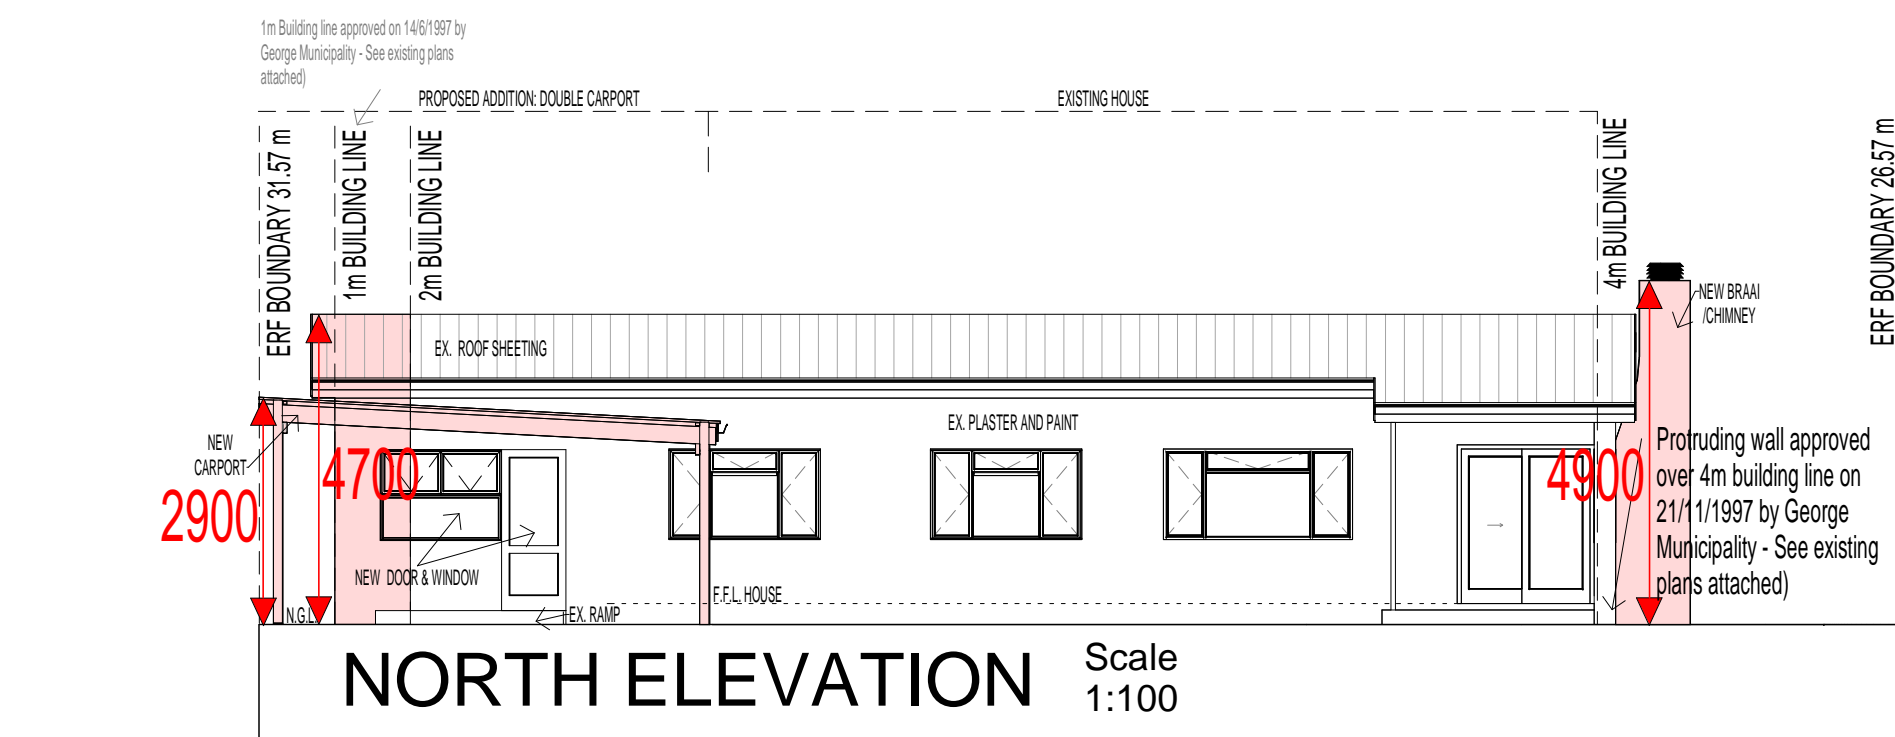 1m Building line approved on 14/6/1997 by
George Municipality - See existing plans
attached)
PROPOSED ADDITION: DOUBLE CARPORT
EXISTING HOUSE
ERF BOUNDARY 31.57 m
1m BUILDING LINE
2m BUILDING LINE
4m BUILDING LINE
ERF BOUNDARY 26.57 m
NEW BRAAI
/CHIMNEY
EX. ROOF SHEETING
EX. PLASTER AND PAINT
NEW
CARPORT
2900
4700
4900
Protruding wall approved
over 4m building line on
21/11/1997 by George
Municipality - See existing
plans attached)
NEW DOOR & WINDOW
F.F.L. HOUSE
N.G.L.
EX. RAMP
NORTH ELEVATION
Scale
1:100